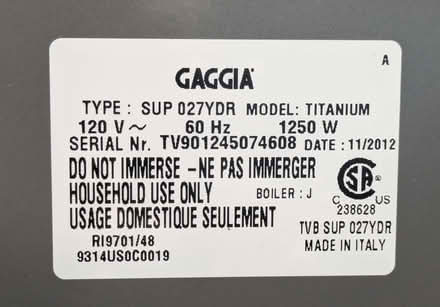 A
GAGGIA
TYPE : SUP 027YDR MODEL: TITANIUM
120 V ~ 60 Hz 1250 W
SERIAL Nr. TV901245074608 DATE : 11/2012
DO NOT IMMERSE - NE PAS IMMERGER
HOUSEHOLD USE ONLY BOILER : J
USAGE DOMESTIQUE SEULEMENT
RI9701/48
9314US0C0019
SA
C US
238628
TVB SUP 027YDR
MADE IN ITALY